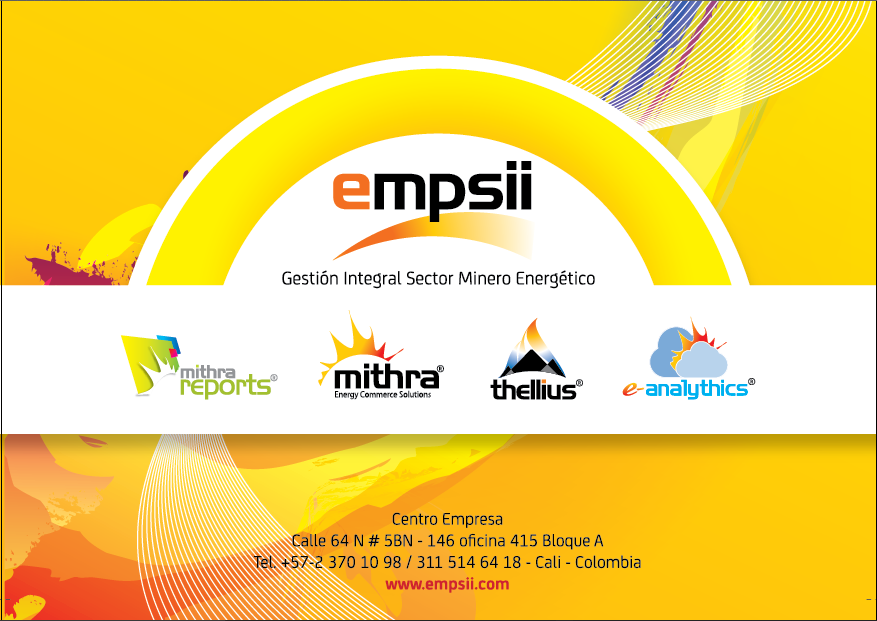 empsii
Gestión Integral Sector Minero Energético
mithra
reports®
mithra®
Energy Commerce Solutions
thellius®
e-analythics®
Centro Empresa
Calle 64 N # 5BN - 146 oficina 415 Bloque A
Tel. +57-2 370 10 98 / 311 514 64 18 - Cali - Colombia
www.empsii.com